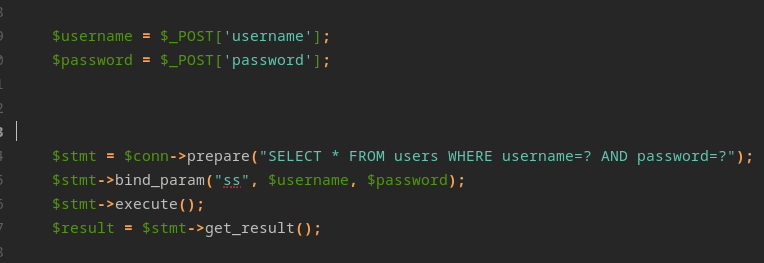 $username = $_POST['username'];
$password = $_POST['password'];
$stmt = $conn->prepare("SELECT * FROM users WHERE username=? AND password=?");
$stmt->bind_param("ss", $username, $password);
$stmt->execute();
$result = $stmt->get_result();